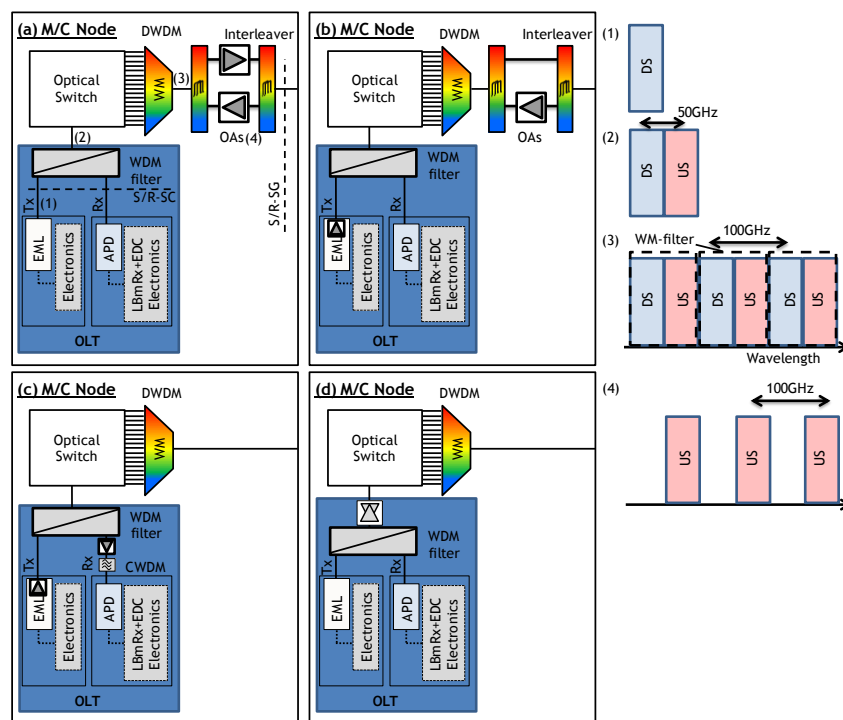 (a) M/C Node
DWDM
Interleaver
Optical
Switch
WM
(3)
(2)
OAs (4)
WDM
filter
S/R-SC
S/R-SG
Tx
(1)
Rx
EML
Electronics
APD
LBmRx+EDC
Electronics
OLT
(b) M/C Node
DWDM
Interleaver
Optical
Switch
WM
OAs
WDM
filter
Tx
Rx
EML
Electronics
APD
LBmRx+EDC
Electronics
OLT
(1)
DS
50GHz
(2)
DS
US
(3)
WM-filter
100GHz
DS
US
DS
US
DS
US
Wavelength
(4)
100GHz
US
US
US
(c) M/C Node
DWDM
Optical
Switch
WM
WDM
filter
Tx
Rx
CWDM
EML
Electronics
APD
LBmRx+EDC
Electronics
OLT
(d) M/C Node
DWDM
Optical
Switch
WM
WDM
filter
Tx
Rx
EML
Electronics
APD
LBmRx+EDC
Electronics
OLT